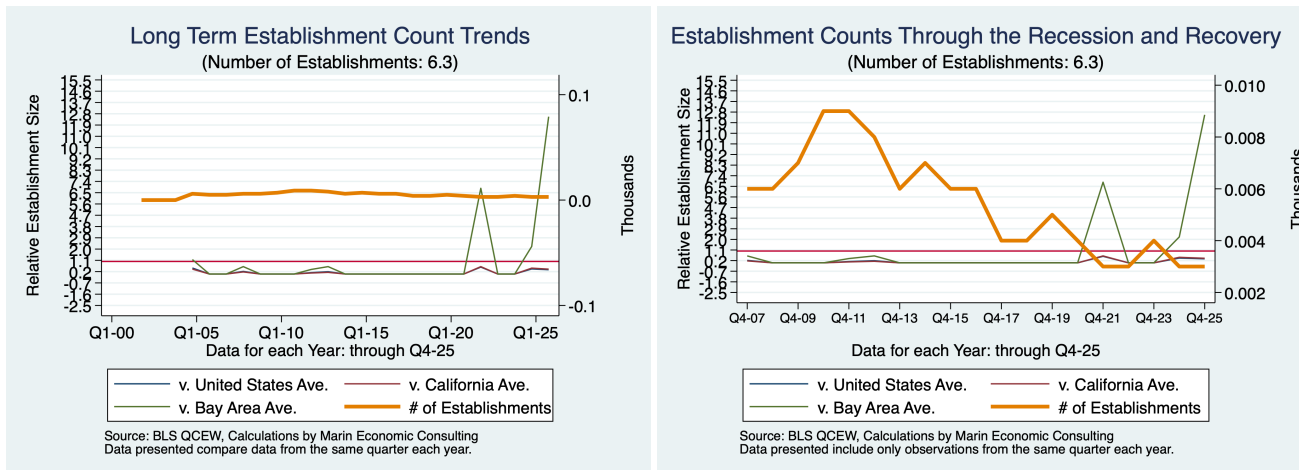 Long Term Establishment Count Trends
(Number of Establishments: 6.3)
Relative Establishment Size
15.5
14.6
13.7
12.8
11.9
11.0
10.1
9.2
8.3
7.4
6.5
5.6
4.7
3.8
2.9
2.0
1.1
0.2
-0.7
-1.6
-2.5
0.1
0.0
-0.1
Thousands
Q1-00
Q1-05
Q1-10
Q1-15
Q1-20
Q1-25
Data for each Year: through Q4-25
v. United States Ave.
v. California Ave.
v. Bay Area Ave.
# of Establishments
Source: BLS QCEW, Calculations by Marin Economic Consulting
Data presented compare data from the same quarter each year.
Establishment Counts Through the Recession and Recovery
(Number of Establishments: 6.3)
Relative Establishment Size
15.5
14.6
13.7
12.8
11.9
11.0
10.1
9.2
8.3
7.4
6.5
5.6
4.7
3.8
2.9
2.0
1.1
0.2
-0.7
-1.6
-2.5
0.010
0.008
0.006
0.004
0.002
Thousands
Q4-07
Q4-09
Q4-11
Q4-13
Q4-15
Q4-17
Q4-19
Q4-21
Q4-23
Q4-25
Data for each Year: through Q4-25
v. United States Ave.
v. California Ave.
v. Bay Area Ave.
# of Establishments
Source: BLS QCEW, Calculations by Marin Economic Consulting
Data presented include only observations from the same quarter each year.